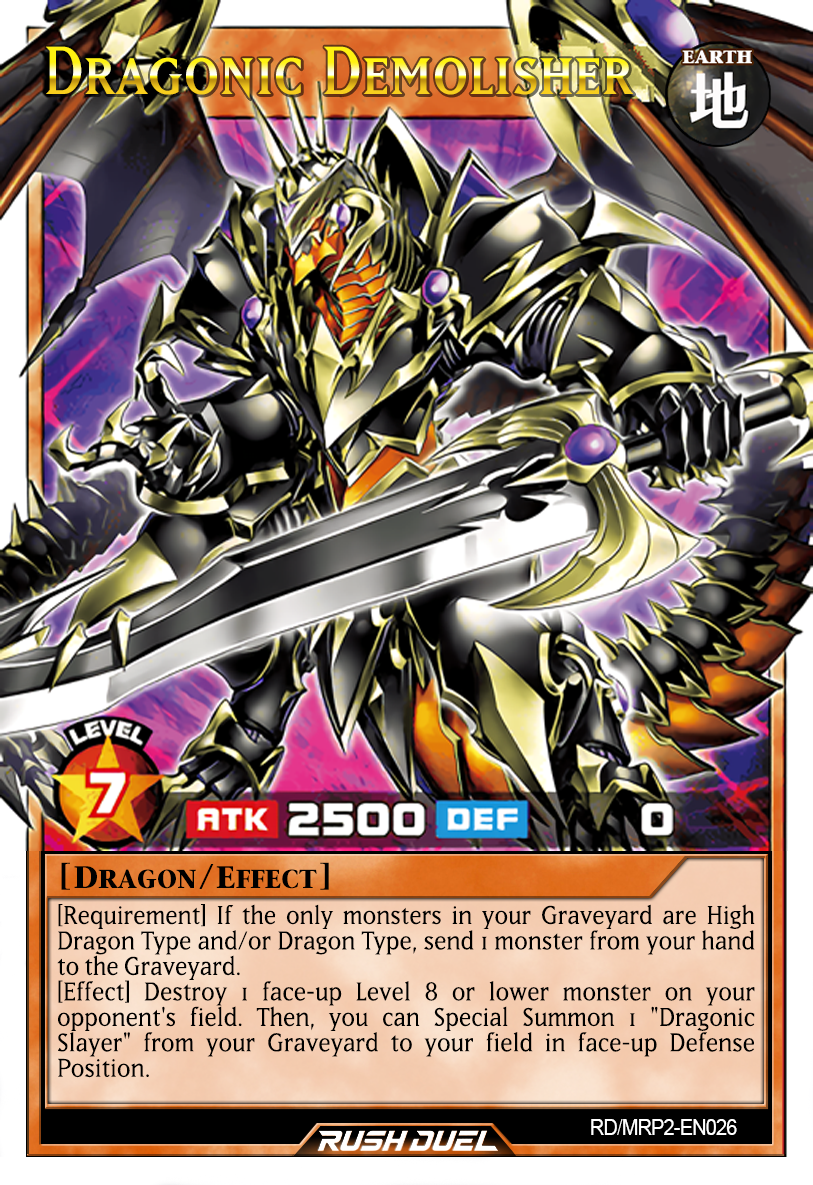 Dragonic Demolisher
EARTH
地
LEVEL
7
ATK 2500 DEF 0
[Dragon/Effect]
[Requirement] If the only monsters in your Graveyard are High
Dragon Type and/or Dragon Type, send 1 monster from your hand
to the Graveyard.
[Effect] Destroy 1 face-up Level 8 or lower monster on your
opponent's field. Then, you can Special Summon 1 "Dragonic
Slayer" from your Graveyard to your field in face-up Defense
Position.
RD/MRP2-EN026
RUSH DUEL